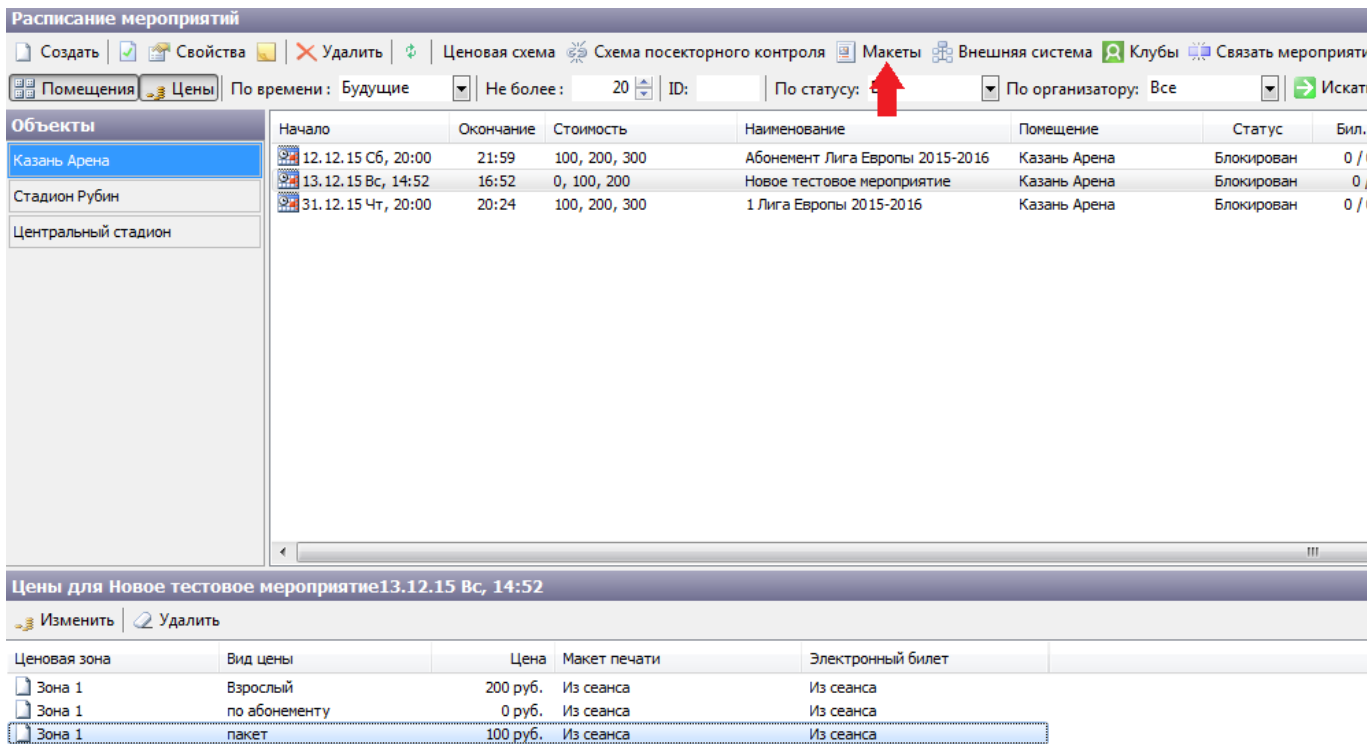 Расписание мероприятий
Создать Свойства Удалить Ценовая схема Схема посекторного контроля Макеты Внешняя система Клубы Связать мероприяти
Помещения Цены По времени: Будущие Не более: 20 ID: По статусу: По организатору: Все Искат
Объекты
Казань Арена
Стадион Рубин
Центральный стадион
Начало Окончание Стоимость Наименование Помещение Статус Бил.
12.12.15 Сб, 20:00 21:59 100, 200, 300 Абонемент Лига Европы 2015-2016 Казань Арена Блокирован 0 /
13.12.15 Вс, 14:52 16:52 0, 100, 200 Новое тестовое мероприятие Казань Арена Блокирован 0
31.12.15 Чт, 20:00 20:24 100, 200, 300 1 Лига Европы 2015-2016 Казань Арена Блокирован 0 /
Цены для Новое тестовое мероприятие13.12.15 Вс, 14:52
Изменить Удалить
Ценовая зона Вид цены Цена Макет печати Электронный билет
Зона 1 Взрослый 200 руб. Из сеанса Из сеанса
Зона 1 по абонементу 0 руб. Из сеанса Из сеанса
Зона 1 пакет 100 руб. Из сеанса Из сеанса